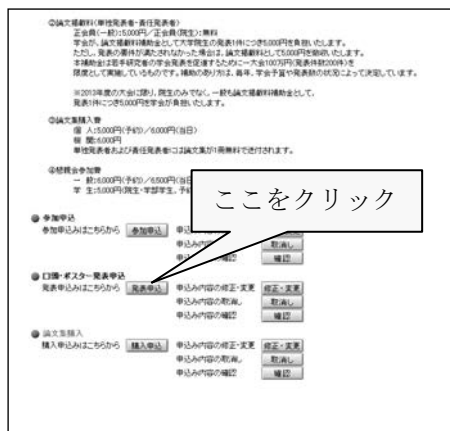 ②論文掲載料(単独発表者・責任発表者)
正会員(一般):5,000円/正会員(院生):無料
学会が、論文掲載料補助金として大学院生の発表1件につき5,000円を負担いたします。
ただし、発表の要件が満たされなかった場合は、論文掲載料として5,000円を徴収いたします。
本補助金は若手研究者の学会発表を促進するために一大会100万円(発表件数200件)を
限度として実施しているものです。補助のあり方は、毎年、学会予算や発表数の状況によって決定しています。
※2013年度の大会に限り、院生のみでなく、一般も論文掲載料補助金として、
発表1件につき5,000円を学会が負担いたします。
③論文集購入費
個 人:5,000円(予約)/6,000円(当日)
機 関:6,000円
単独発表者および責任発表者には論文集が1冊無料で送付されます。
④懇親会参加費
一 般:6,000円(予約)/8,000円(当日)
学 生:5,000円(院生・学部学生、予
ここをクリック
参加申込
参加申込みはこちらから 参加申込 申込み
申込み内容 取消し
申込み内容の確認 確認
口頭・ポスター発表申込
発表申込みはこちらから 発表申込 申込み内容の修正・変更 修正・変更
申込み内容の取消し 取消し
申込み内容の確認 確認
論文集購入
購入申込みはこちらから 購入申込 申込み内容の修正・変更 修正・変更
申込み内容の取消し 取消し
申込み内容の確認 確認